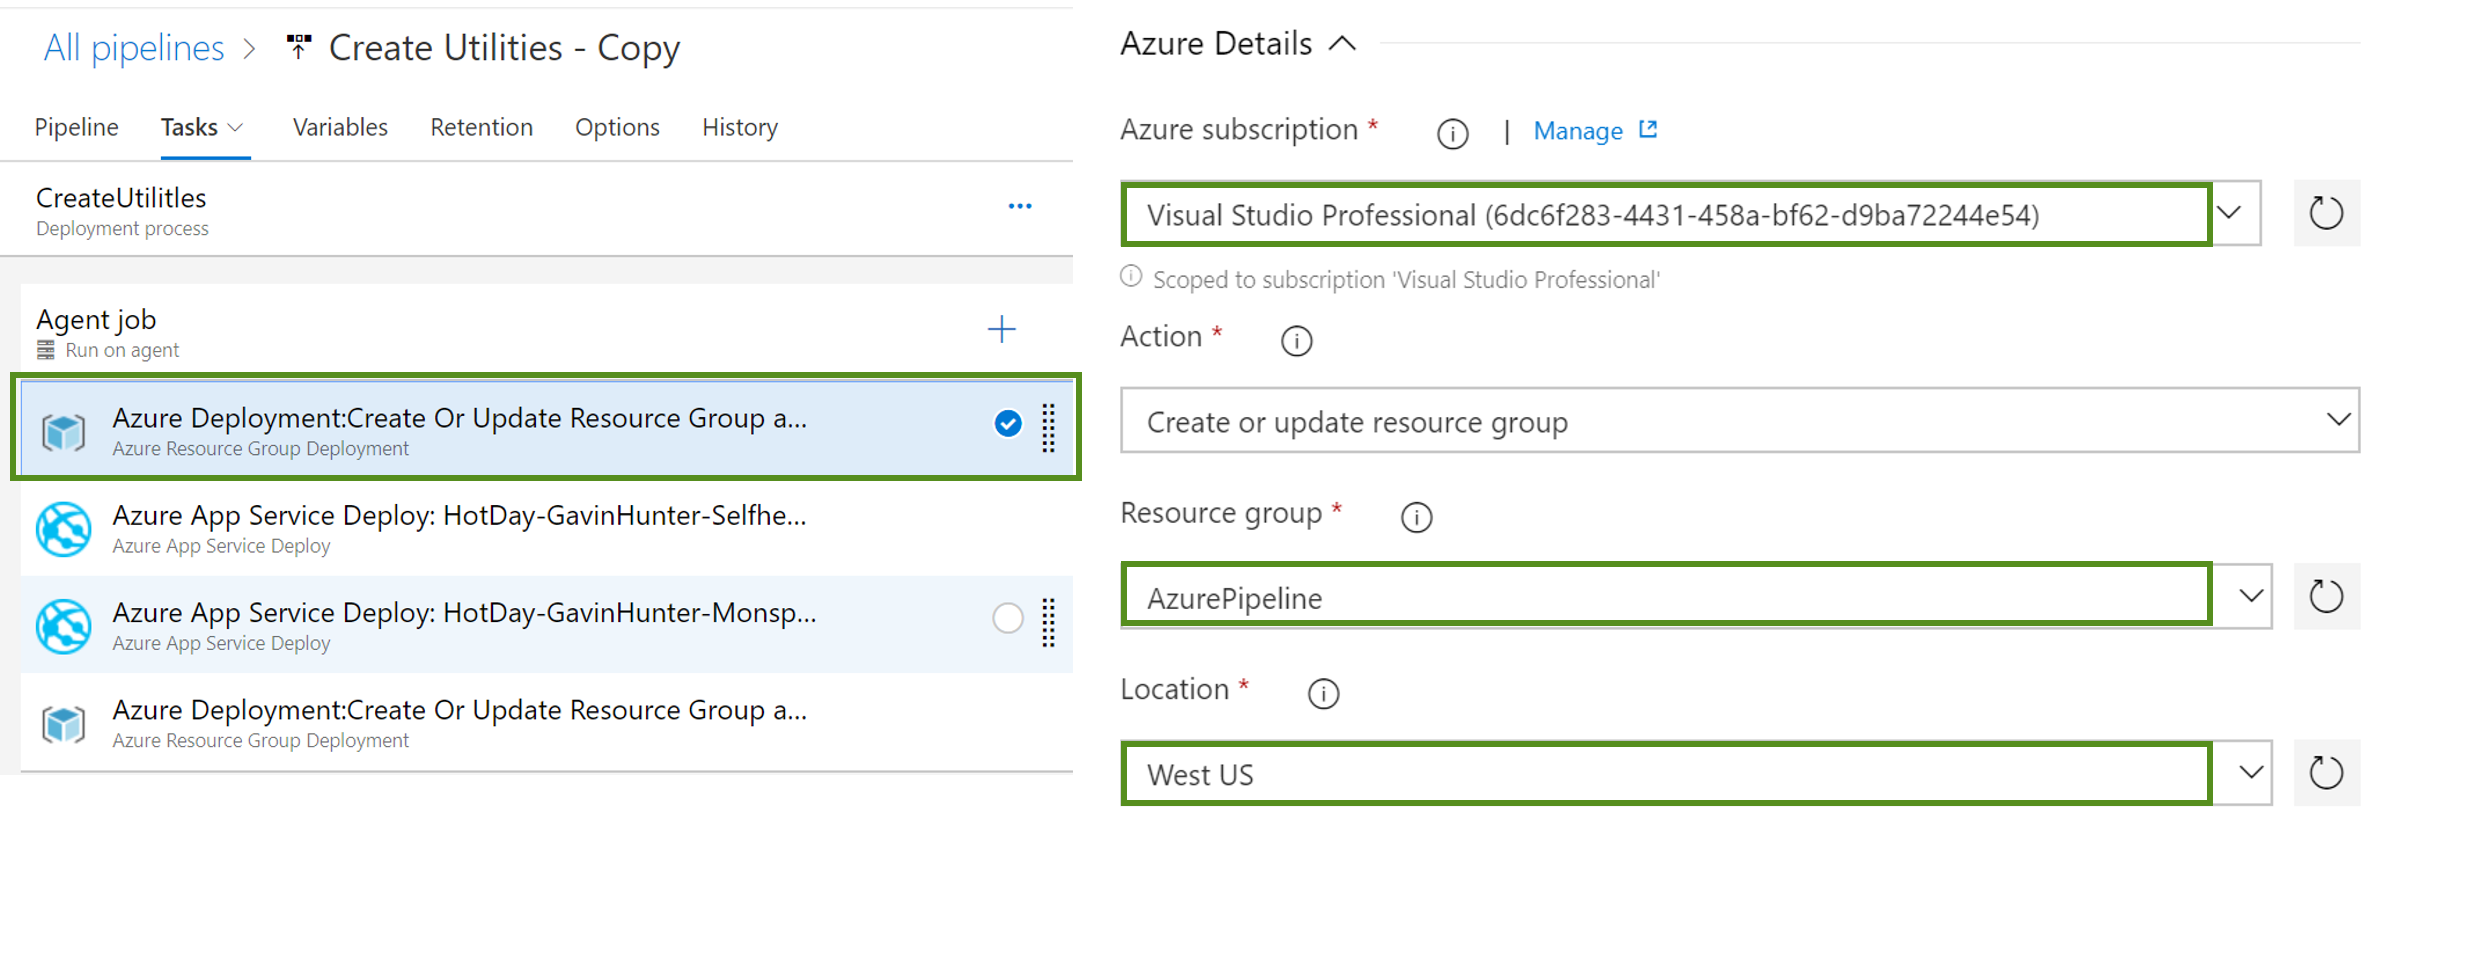 All pipelines > Create Utilities - Copy
Pipeline Tasks Variables Retention Options History
CreateUtilitles
Deployment process
...
Agent job
Run on agent
Azure Deployment:Create Or Update Resource Group a...
Azure Resource Group Deployment
Azure App Service Deploy: HotDay-GavinHunter-Selfhe...
Azure App Service Deploy
Azure App Service Deploy: HotDay-GavinHunter-Monsp...
Azure App Service Deploy
Azure Deployment:Create Or Update Resource Group a...
Azure Resource Group Deployment
Azure Details
Azure subscription * | Manage
Visual Studio Professional (6dc6f283-4431-458a-bf62-d9ba72244e54)
Scoped to subscription 'Visual Studio Professional'
Action *
Create or update resource group
Resource group *
AzurePipeline
Location *
West US